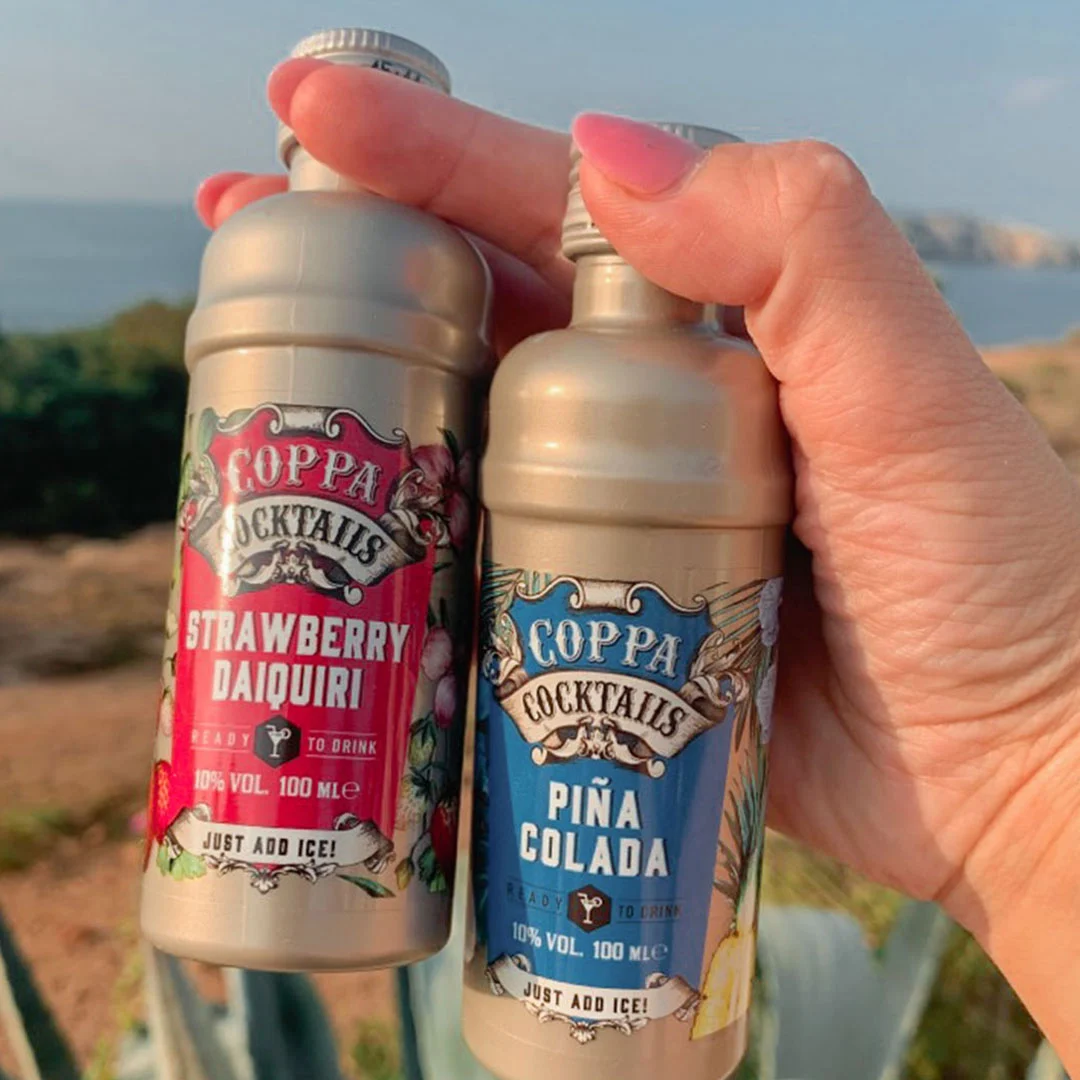 COPPA
COCKTAILS
STRAWBERRY
DAIQUIRI
READY TO DRINK
10% VOL. 100 ML℮
JUST ADD ICE!
COPPA
COCKTAILS
PIÑA
COLADA
READY TO DRINK
10% VOL. 100 ML℮
JUST ADD ICE!